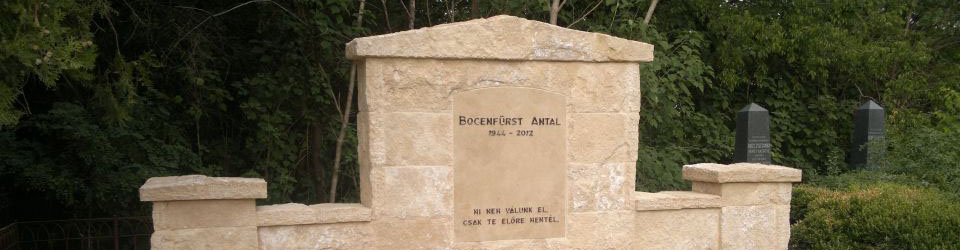 BOCENFÜRST ANTAL
1944 - 2012
MI NEM VÁLUNK EL,
CSAK TE ELŐRE MENTÉL.